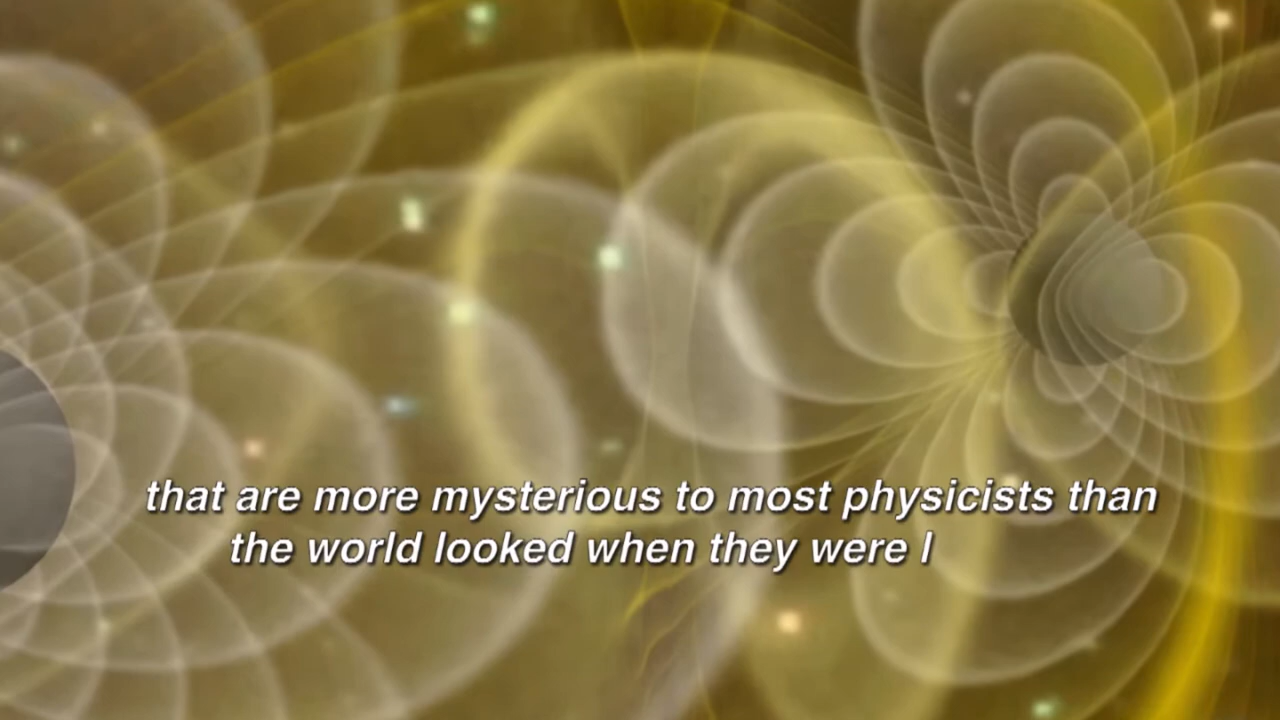 that are more mysterious to most physicists than
the world looked when they were l